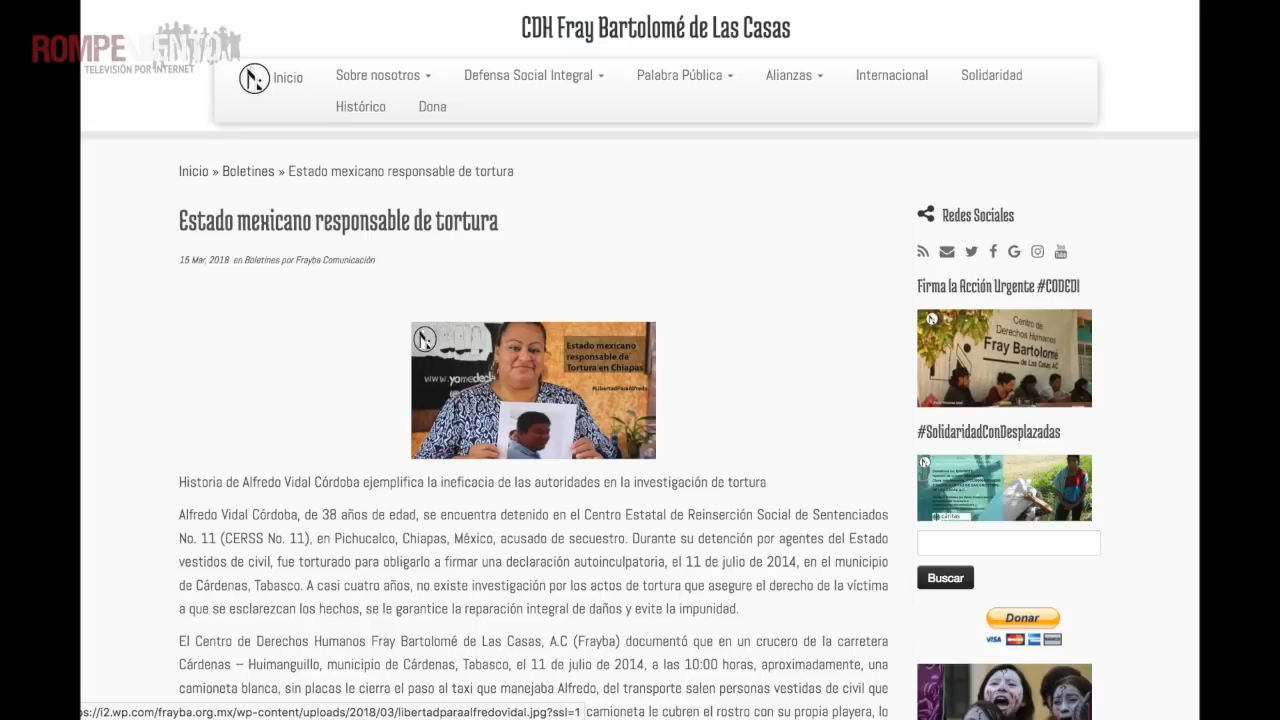 CDH Fray Bartolomé de Las Casas
ROMPEVIENTO
TELEVISIÓN POR INTERNET
Inicio
Sobre nosotros
Defensa Social Integral
Palabra Pública
Alianzas
Internacional
Solidaridad
Histórico
Dona
Inicio » Boletines » Estado mexicano responsable de tortura
Estado mexicano responsable de tortura
15 Mar, 2018 en Boletines por Frayba Comunicación
Estado mexicano
responsable de
Tortura en Chiapas
#LibertadParaAlfredo
Historia de Alfredo Vidal Córdoba ejemplifica la ineficacia de las autoridades en la investigación de tortura
Alfredo Vidal Córdoba, de 38 años de edad, se encuentra detenido en el Centro Estatal de Reinserción Social de Sentenciados
No. 11 (CERSS No. 11), en Pichucalco, Chiapas, México, acusado de secuestro. Durante su detención por agentes del Estado
vestidos de civil, fue torturado para obligarlo a firmar una declaración autoinculpatoria, el 11 de julio de 2014, en el municipio
de Cárdenas, Tabasco. A casi cuatro años, no existe investigación por los actos de tortura que asegure el derecho de la víctima
a que se esclarezcan los hechos, se le garantice la reparación integral de daños y evite la impunidad.
El Centro de Derechos Humanos Fray Bartolomé de Las Casas, A.C (Frayba) documentó que en un crucero de la carretera
Cárdenas – Huimanguillo, municipio de Cárdenas, Tabasco, el 11 de julio de 2014, a las 10:00 horas, aproximadamente, una
camioneta blanca, sin placas le cierra el paso al taxi que manejaba Alfredo, del transporte salen personas vestidas de civil que
camioneta le cubren el rostro con su propia playera, lo
ps://i2.wp.com/frayba.org.mx/wp-content/uploads/2018/03/libertadparaalfredovidal.jpg?ssl=1
Redes Sociales
You
Tube
Firma la Acción Urgente #CODEDI
Centro de
Derechos Humanos
Fray Bartolomé
de Las Casas AC
#SolidaridadConDesplazadas
cáritas
Buscar
Donar
VISA